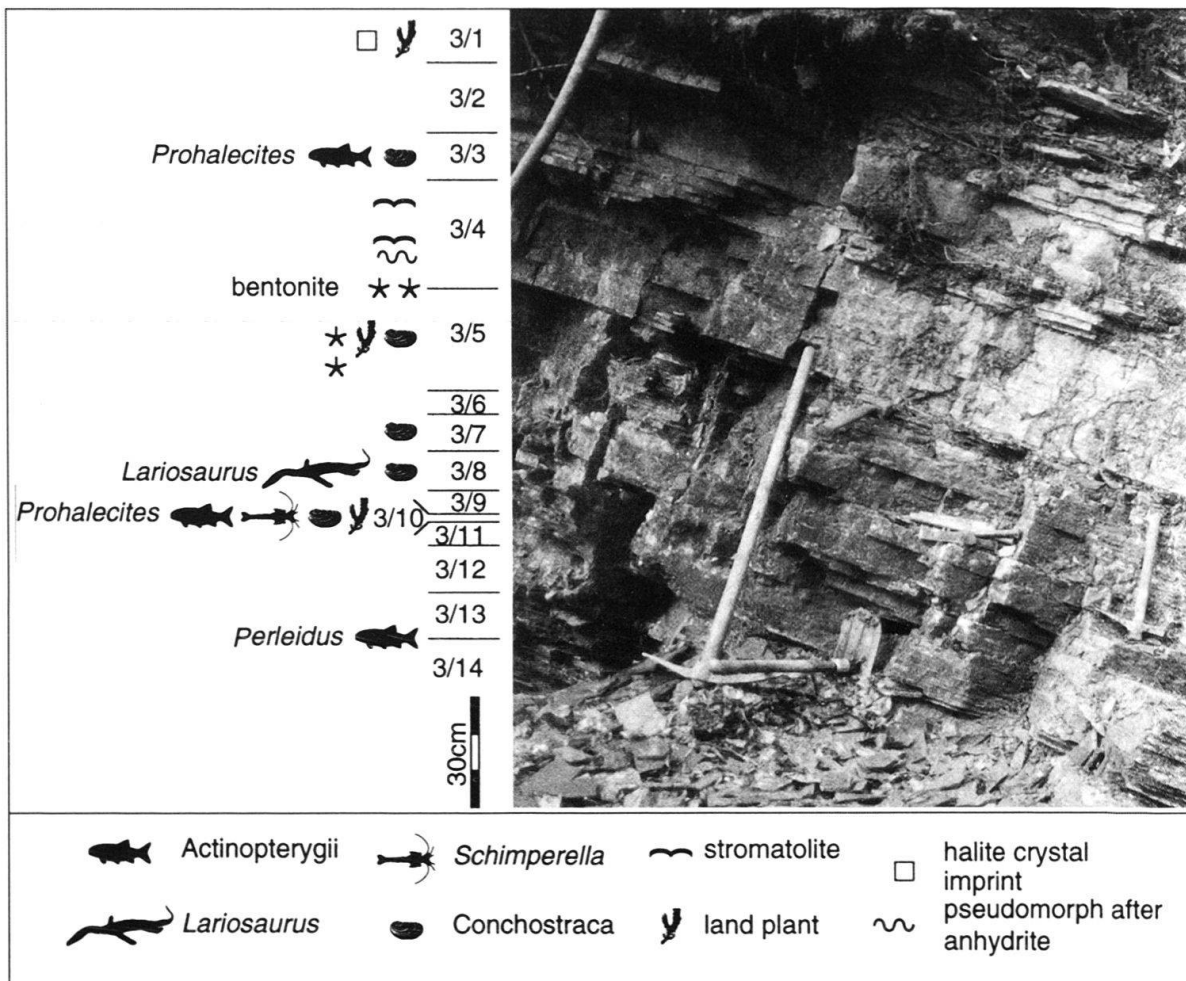 3/1
3/2
Prohalecites 3/3
3/4
bentonite
3/5
3/6
3/7
Lariosaurus 3/8
3/9
Prohalecites 3/10
3/11
3/12
3/13
Perleidus
3/14
30cm
Actinopterygii
Schimperella
stromatolite
halite crystal
imprint
Lariosaurus
Conchostraca
land plant
pseudomorph after
anhydrite